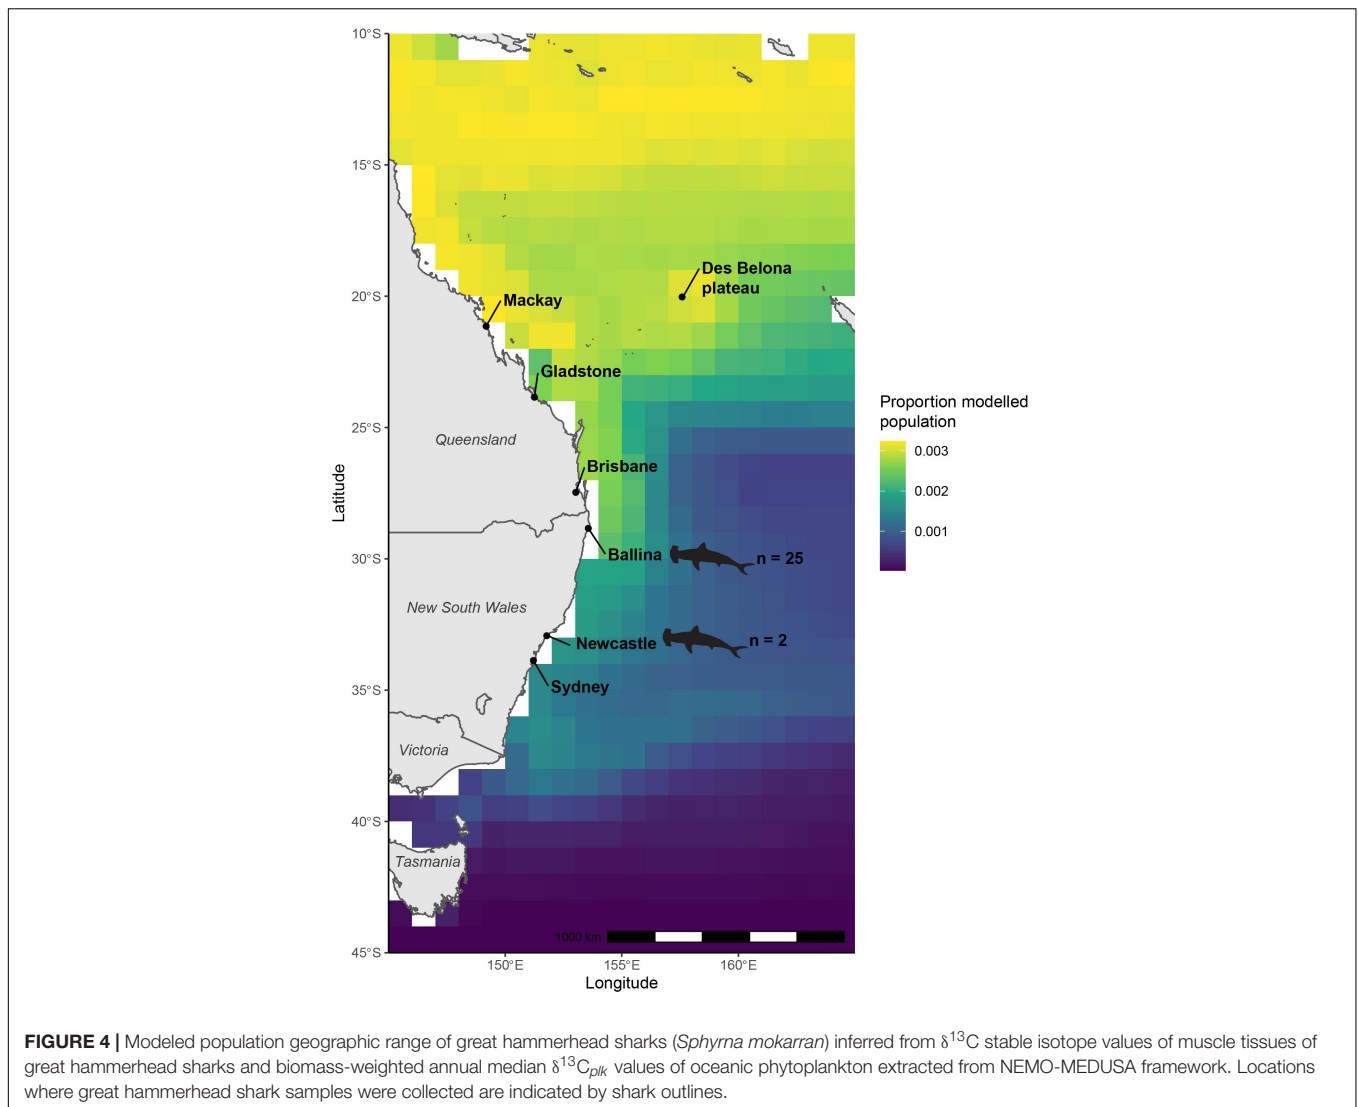 10°S
15°S
20°S
25°S
30°S
35°S
40°S
45°S
Latitude
150°E
155°E
160°E
Longitude
Des Belona
plateau
Mackay
Gladstone
Queensland
Brisbane
Ballina
n = 25
New South Wales
Newcastle
n = 2
Sydney
Victoria
Tasmania
1000 km
Proportion modelled
population
0.003
0.002
0.001
FIGURE 4 | Modeled population geographic range of great hammerhead sharks (Sphyrna mokarran) inferred from δ13C stable isotope values of muscle tissues of
great hammerhead sharks and biomass-weighted annual median δ13Cplk values of oceanic phytoplankton extracted from NEMO-MEDUSA framework. Locations
where great hammerhead shark samples were collected are indicated by shark outlines.